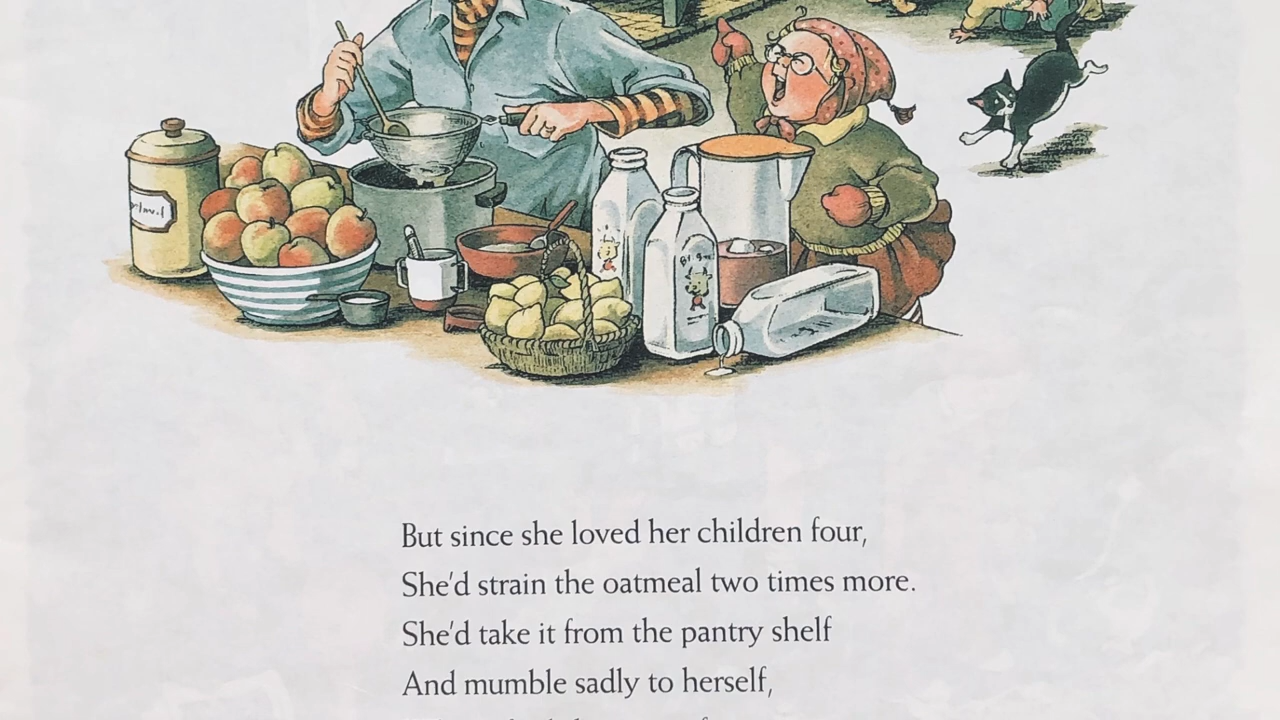 But since she loved her children four,
She'd strain the oatmeal two times more.
She'd take it from the pantry shelf
And mumble sadly to herself,